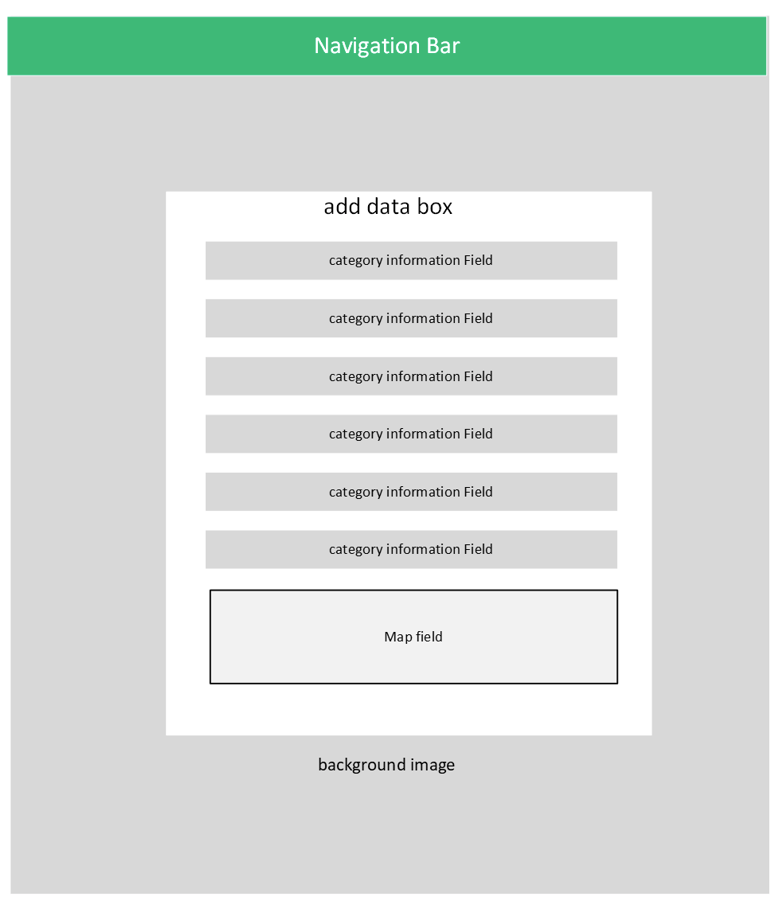 Navigation Bar
add data box
category information Field
category information Field
category information Field
category information Field
category information Field
category information Field
Map field
background image